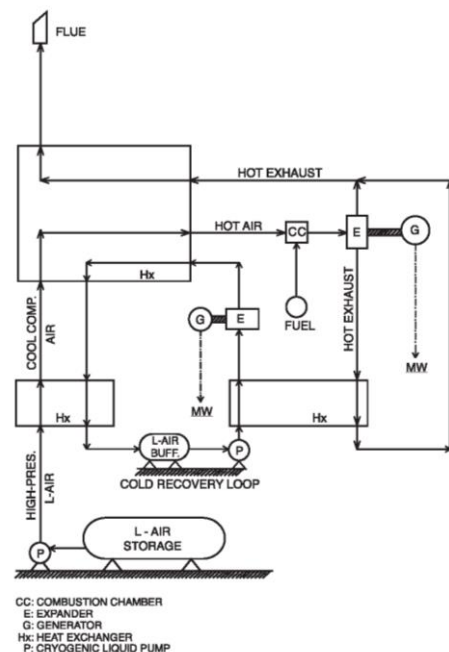 FLUE
HOT EXHAUST
HOT AIR
CC
E
G
Hx
FUEL
HOT EXHAUST
COOL COMP.
AIR
G
E
MW
MW
Hx
Hx
L-AIR
BUFF.
P
COLD RECOVERY LOOP
HIGH-PRES.
L-AIR
L - AIR
STORAGE
P
CC: COMBUSTION CHAMBER
E: EXPANDER
G: GENERATOR
Hx: HEAT EXCHANGER
P: CRYOGENIC LIQUID PUMP